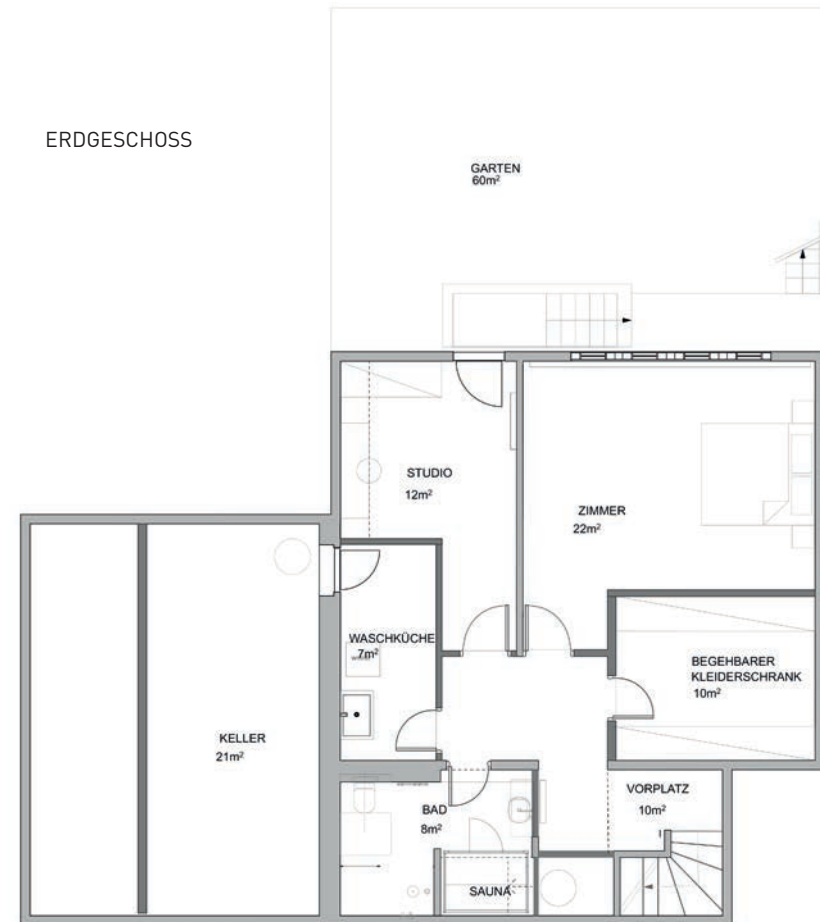 ERDGESCHOSS
GARTEN
60m²
STUDIO
12m²
ZIMMER
22m²
WASCHKÜCHE
7m²
BEGEHBARER
KLEIDERSCHRANK
10m²
KELLER
21m²
VORPLATZ
10m²
BAD
8m²
SAUNA